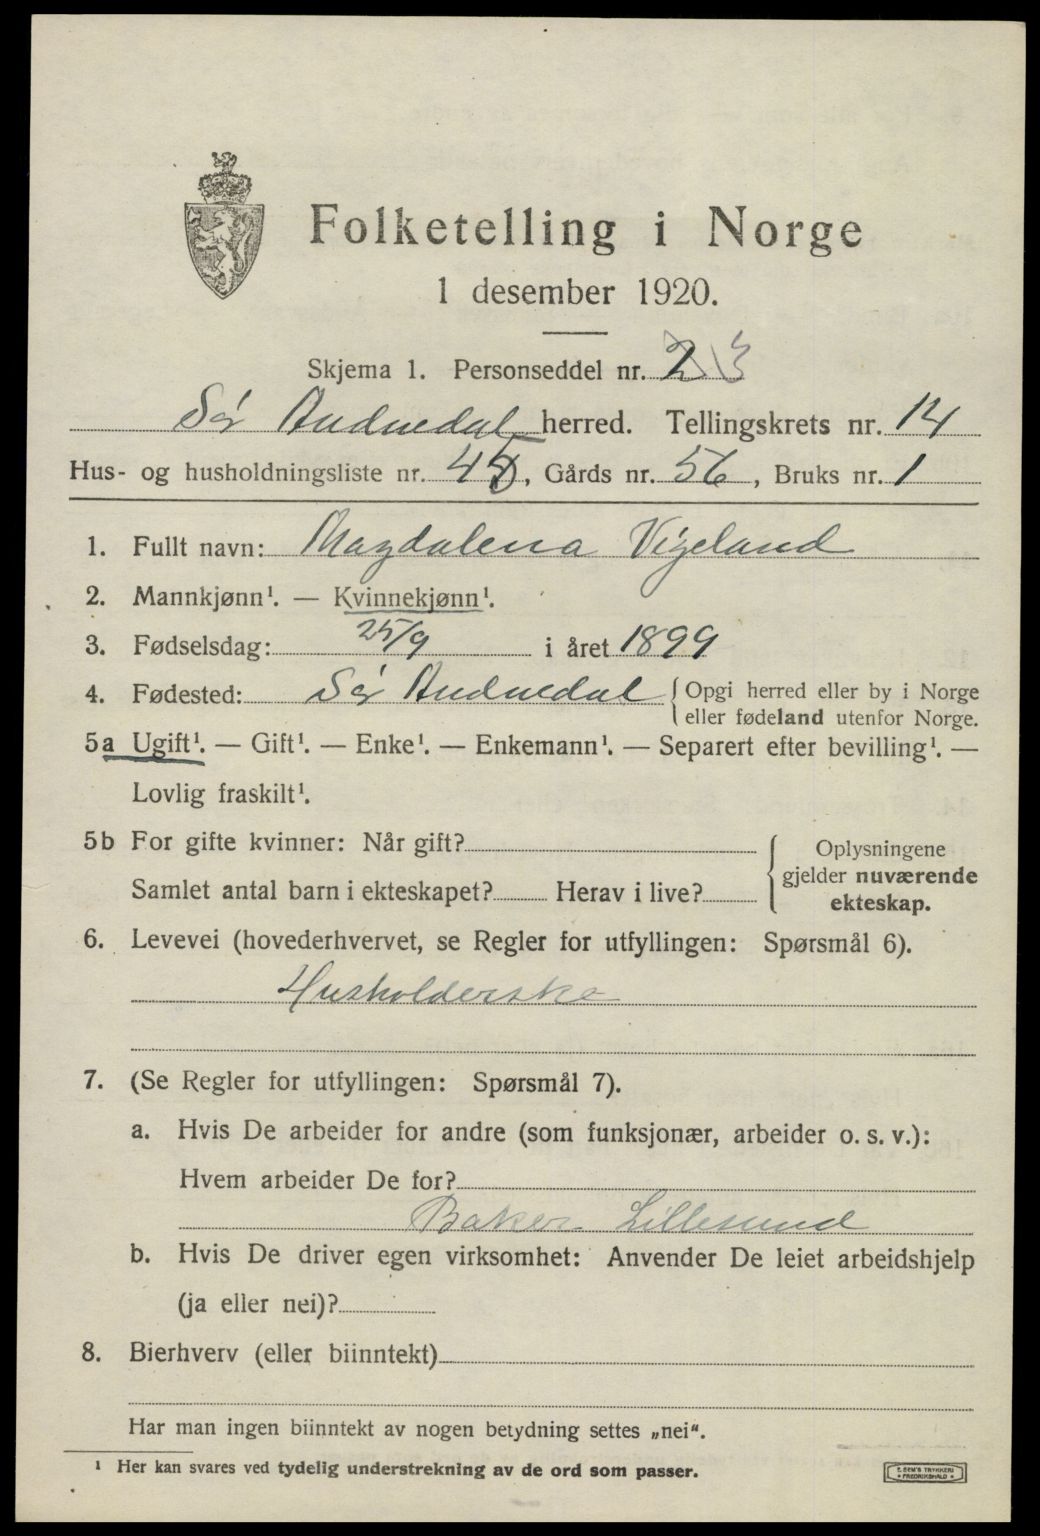 Folketelling i Norge
1 desember 1920.
Skjema 1. Personseddel nr. 2 3
Sør Audnedal herred. Tellingskrets nr. 14
Hus- og husholdningsliste nr. 45, Gårds nr. 56, Bruks nr. 1
1. Fullt navn: Magdalena Vigeland
2. Mannkjønn¹. — Kvinnekjønn¹.
3. Fødselsdag: 25/9 i året 1899
4. Fødested: Sør Audnedal {Opgi herred eller by i Norge
eller fødeland utenfor Norge.
5a Ugift¹. — Gift¹. — Enke¹. — Enkemann¹. — Separert efter bevilling¹. —
Lovlig fraskilt¹.
5b For gifte kvinner: Når gift?
Samlet antal barn i ekteskapet? Herav i live?
Oplysningene
gjelder nuværende
ekteskap.
6. Levevei (hovederhvervet, se Regler for utfyllingen: Spørsmål 6).
Husholderske
7. (Se Regler for utfyllingen: Spørsmål 7).
a. Hvis De arbeider for andre (som funksjonær, arbeider o. s. v.):
Hvem arbeider De for?
Baker Lillesund
b. Hvis De driver egen virksomhet: Anvender De leiet arbeidshjelp
(ja eller nei)?
8. Bierhverv (eller biinntekt)
Har man ingen biinntekt av nogen betydning settes „nei“.
¹ Her kan svares ved tydelig understrekning av de ord som passer.
E. SEM'S TRYKKERI
• FREDRIKSHALD •